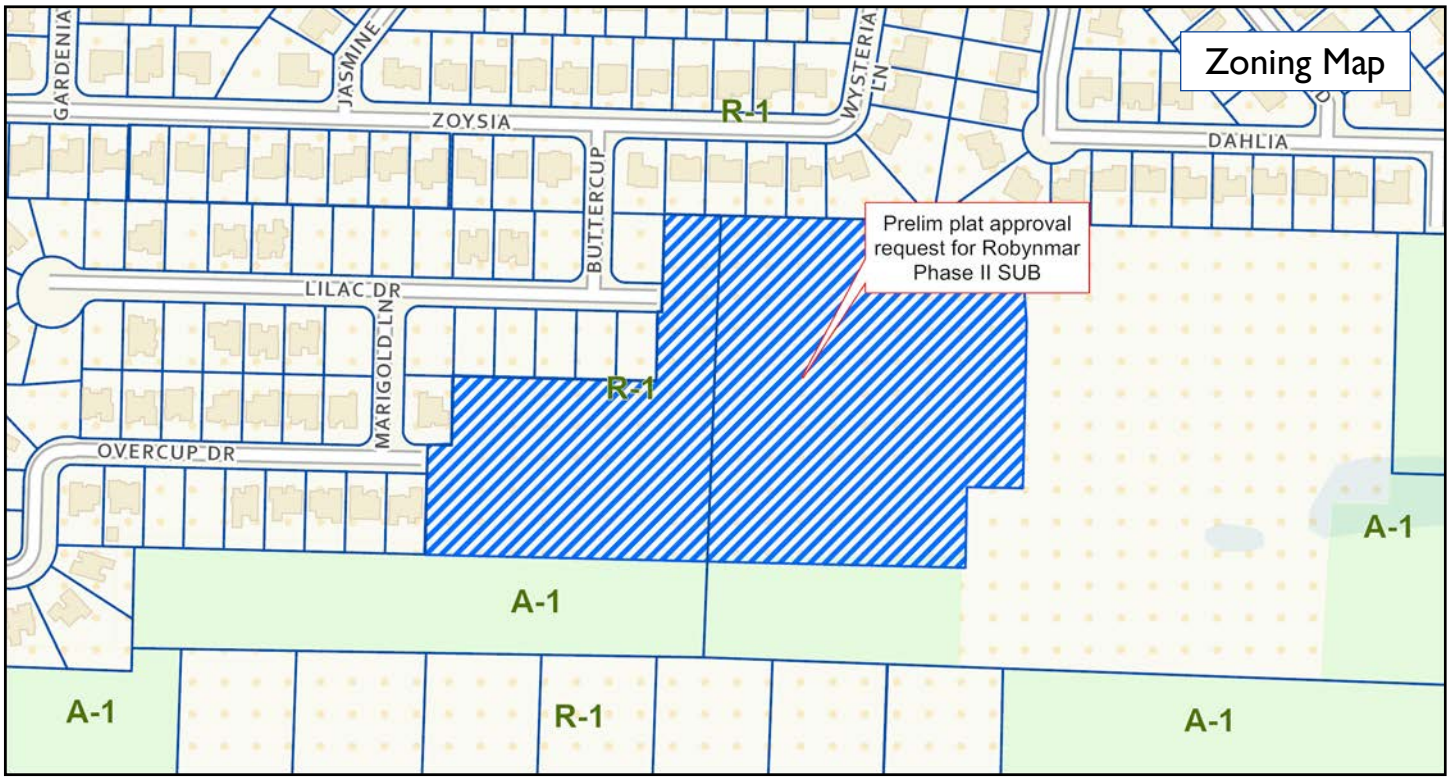 Zoning Map
GARDENIA
JASMINE
WYSTERIA
LN
D
R-1
ZOYSIA
DAHLIA
BUTTERCUP
Prelim plat approval
request for Robynmar
Phase II SUB
LILAC DR
MARIGOLD LN
R-1
OVERCUP DR
A-1
A-1
A-1
R-1
A-1